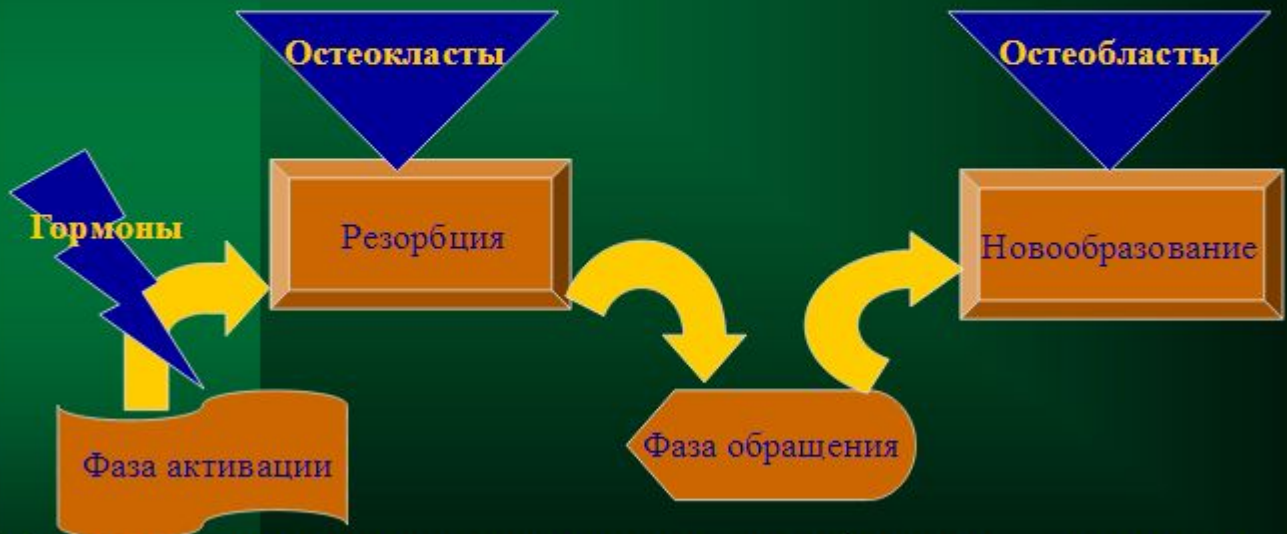 Остеокласты
Остеобласты
Гормоны
Резорбция
Новообразование
Фаза активации
Фаза обращения